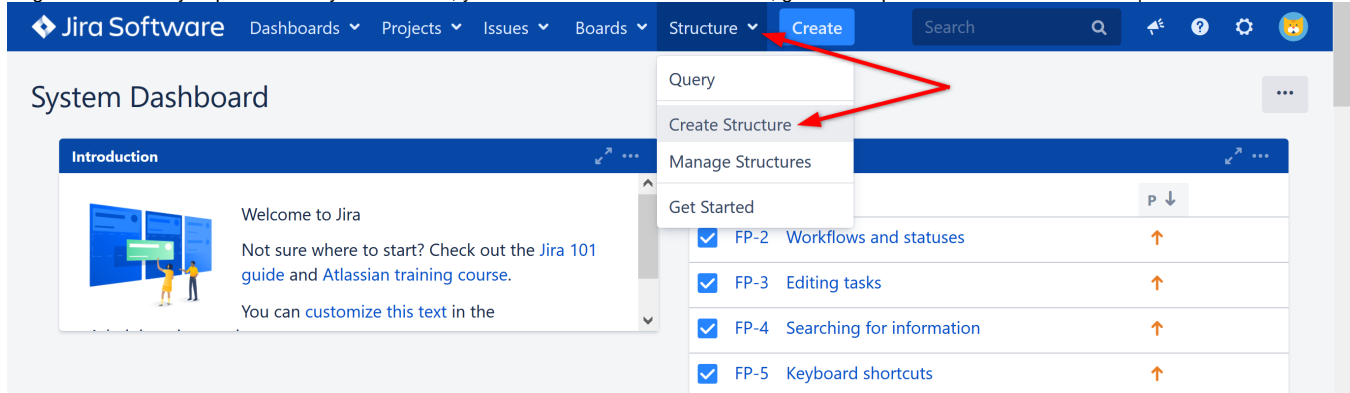 Jira Software Dashboards Projects Issues Boards Structure Create Search
System Dashboard
Query
Create Structure
Manage Structures
Get Started
Introduction
Welcome to Jira
Not sure where to start? Check out the Jira 101
guide and Atlassian training course.
You can customize this text in the
P
FP-2 Workflows and statuses
FP-3 Editing tasks
FP-4 Searching for information
FP-5 Keyboard shortcuts